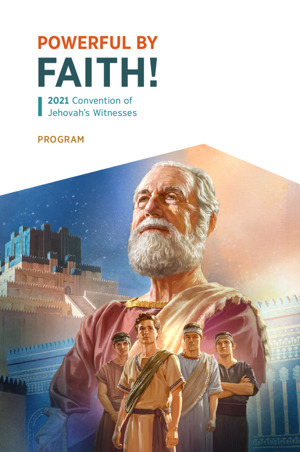 POWERFUL BY
FAITH!
2021 Convention of
Jehovah's Witnesses
PROGRAM